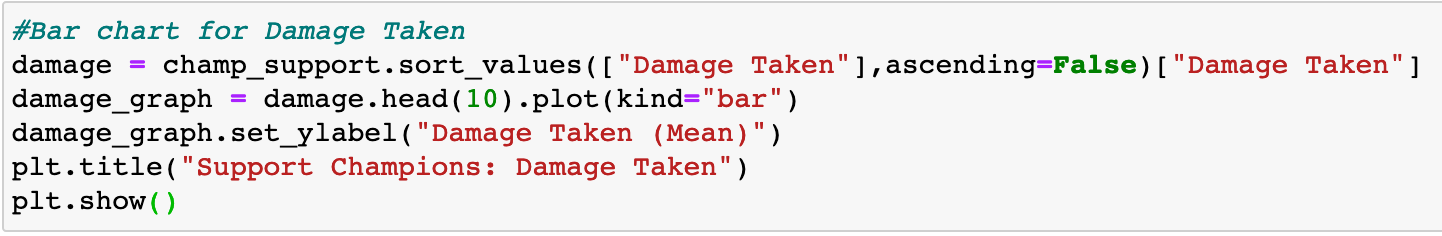 #Bar chart for Damage Taken
damage = champ_support.sort_values(["Damage Taken"],ascending=False)["Damage Taken"]
damage_graph = damage.head(10).plot(kind="bar")
damage_graph.set_ylabel("Damage Taken (Mean)")
plt.title("Support Champions: Damage Taken")
plt.show()